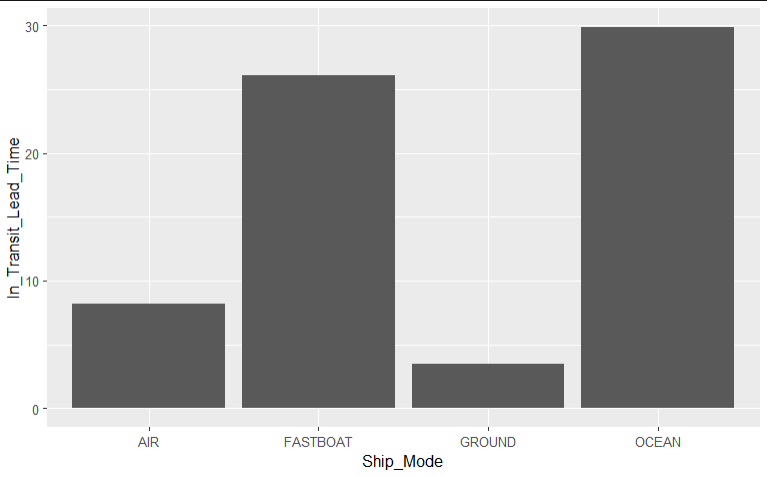 In_Transit_Lead_Time
30
20
10
0
AIR FASTBOAT GROUND OCEAN
Ship_Mode